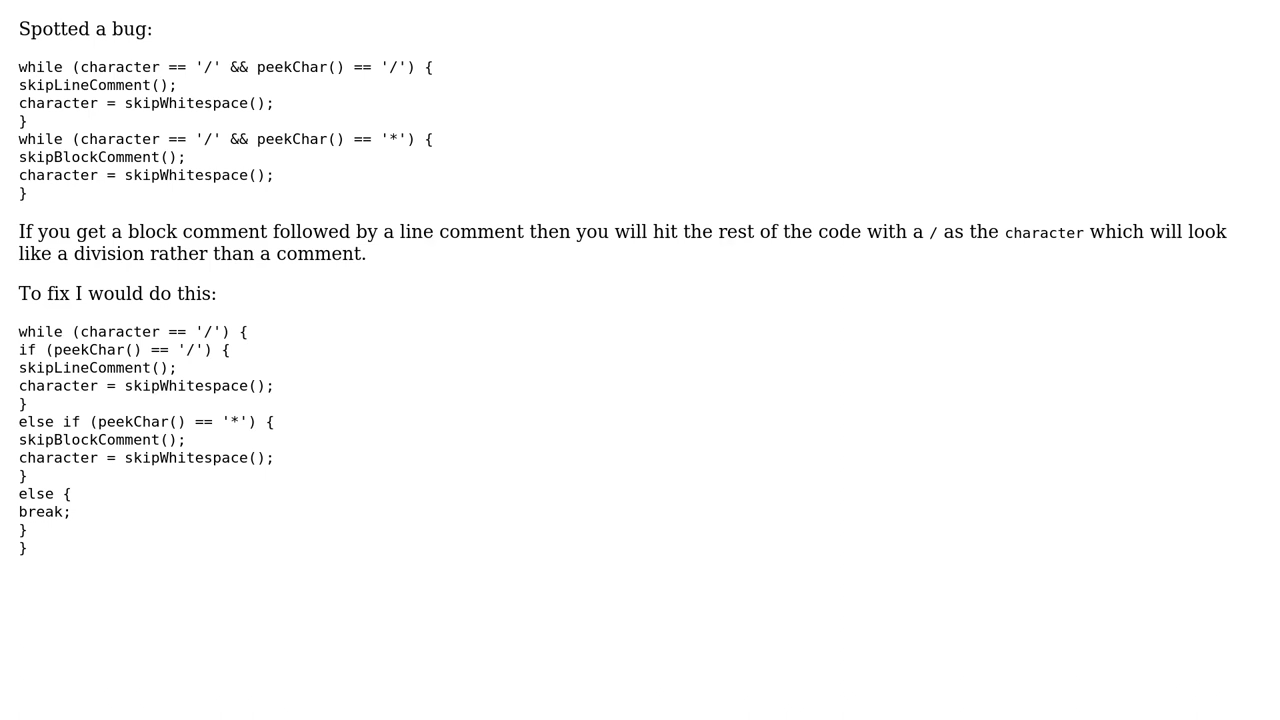 Spotted a bug:
while (character == '/' && peekChar() == '/') {
skipLineComment();
character = skipWhitespace();
}
while (character == '/' && peekChar() == '*') {
skipBlockComment();
character = skipWhitespace();
}
If you get a block comment followed by a line comment then you will hit the rest of the code with a / as the character which will look
like a division rather than a comment.
To fix I would do this:
while (character == '/') {
if (peekChar() == '/') {
skipLineComment();
character = skipWhitespace();
}
else if (peekChar() == '*') {
skipBlockComment();
character = skipWhitespace();
}
else {
break;
}
}